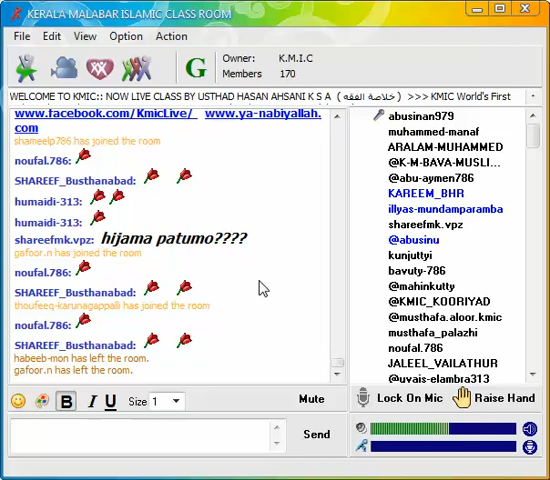 KERALA MALABAR ISLAMIC CLASS ROOM
File Edit View Option Action
G
Owner: K.M.I.C
Members 170
WELCOME TO KMIC:: NOW LIVE CLASS BY USTHAD HASAN AHSANI K S A ( خلاصة الفقه ) >>> KMIC World's First
www.facebook.com/KmicLive/ www.ya-nabiyallah.
com
shameelp786.has joined the room
noufal.786:
SHAREEF_Busthanabad:
humaidi-313:
humaidi-313:
shareefmk.vpz: hijama patumo????
gafoor.n has joined the room
noufal.786:
SHAREEF_Busthanabad:
thoufeeq-karunagappalli has joined the room
noufal.786:
SHAREEF_Busthanabad:
habeeb-mon has left the room.
gafoor.n has left the room.
abusinan979
muhammed-manaf
ARALAM-MUHAMMED
@K-M-BAVA-MUSLI...
@abu-aymen786
KAREEM_BHR
illyas-mundamparamba
shareefmk.vpz
@abusinu
kunjuttyi
bavuty-786
@mahinkutty
@KMIC_KOORIYAD
@musthafa.aloor.kmic
musthafa_palazhi
noufal.786
JALEEL_VAILATHUR
@uvais-elambra313
B I U Size 1 Mute
Lock On Mic Raise Hand
Send